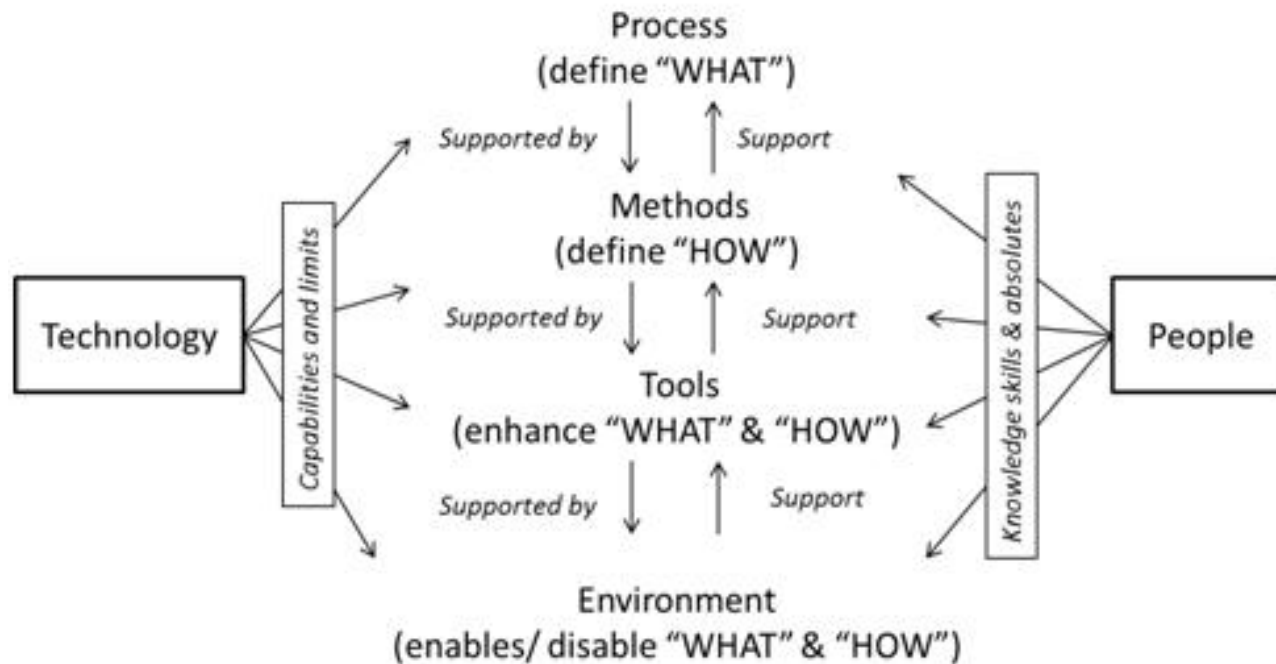 Process
(define “WHAT”)
Supported by
Support
Methods
(define “HOW”)
Supported by
Support
Tools
(enhance “WHAT” & “HOW”)
Supported by
Support
Environment
(enables/ disable “WHAT” & “HOW”)
Technology
Capabilities and limits
Knowledge skills & absolutes
People